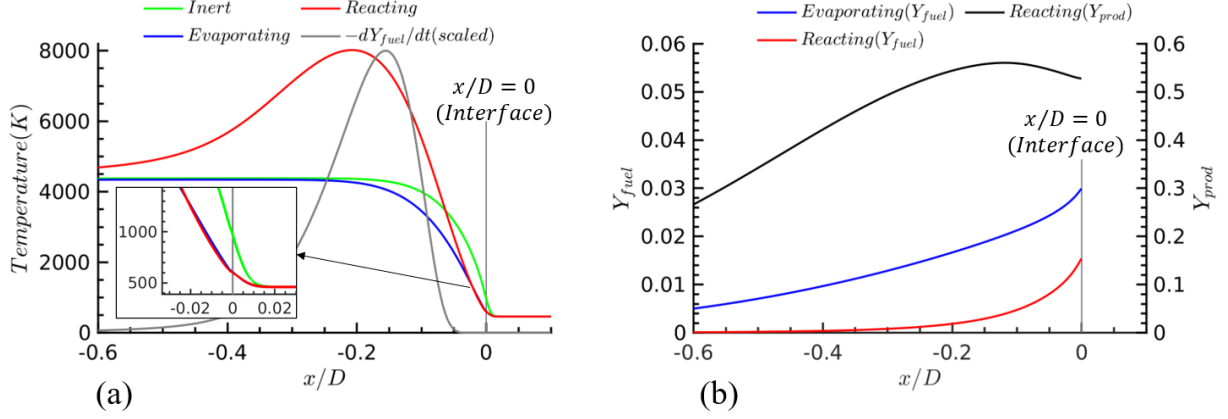 Inert Reacting
Evaporating −dY_fuel/dt(scaled)
8000
6000
4000
2000
0
Temperature(K)
x/D = 0
(Interface)
1000
500
-0.02 0 0.02
-0.6 -0.4 -0.2 0
x/D
(a)
Evaporating(Y_fuel) Reacting(Y_prod)
Reacting(Y_fuel)
0.06
0.05
0.04
0.03
0.02
0.01
0
Y_fuel
x/D = 0
(Interface)
0.6
0.5
0.4
0.3
0.2
0.1
0
Y_prod
-0.6 -0.4 -0.2 0
x/D
(b)